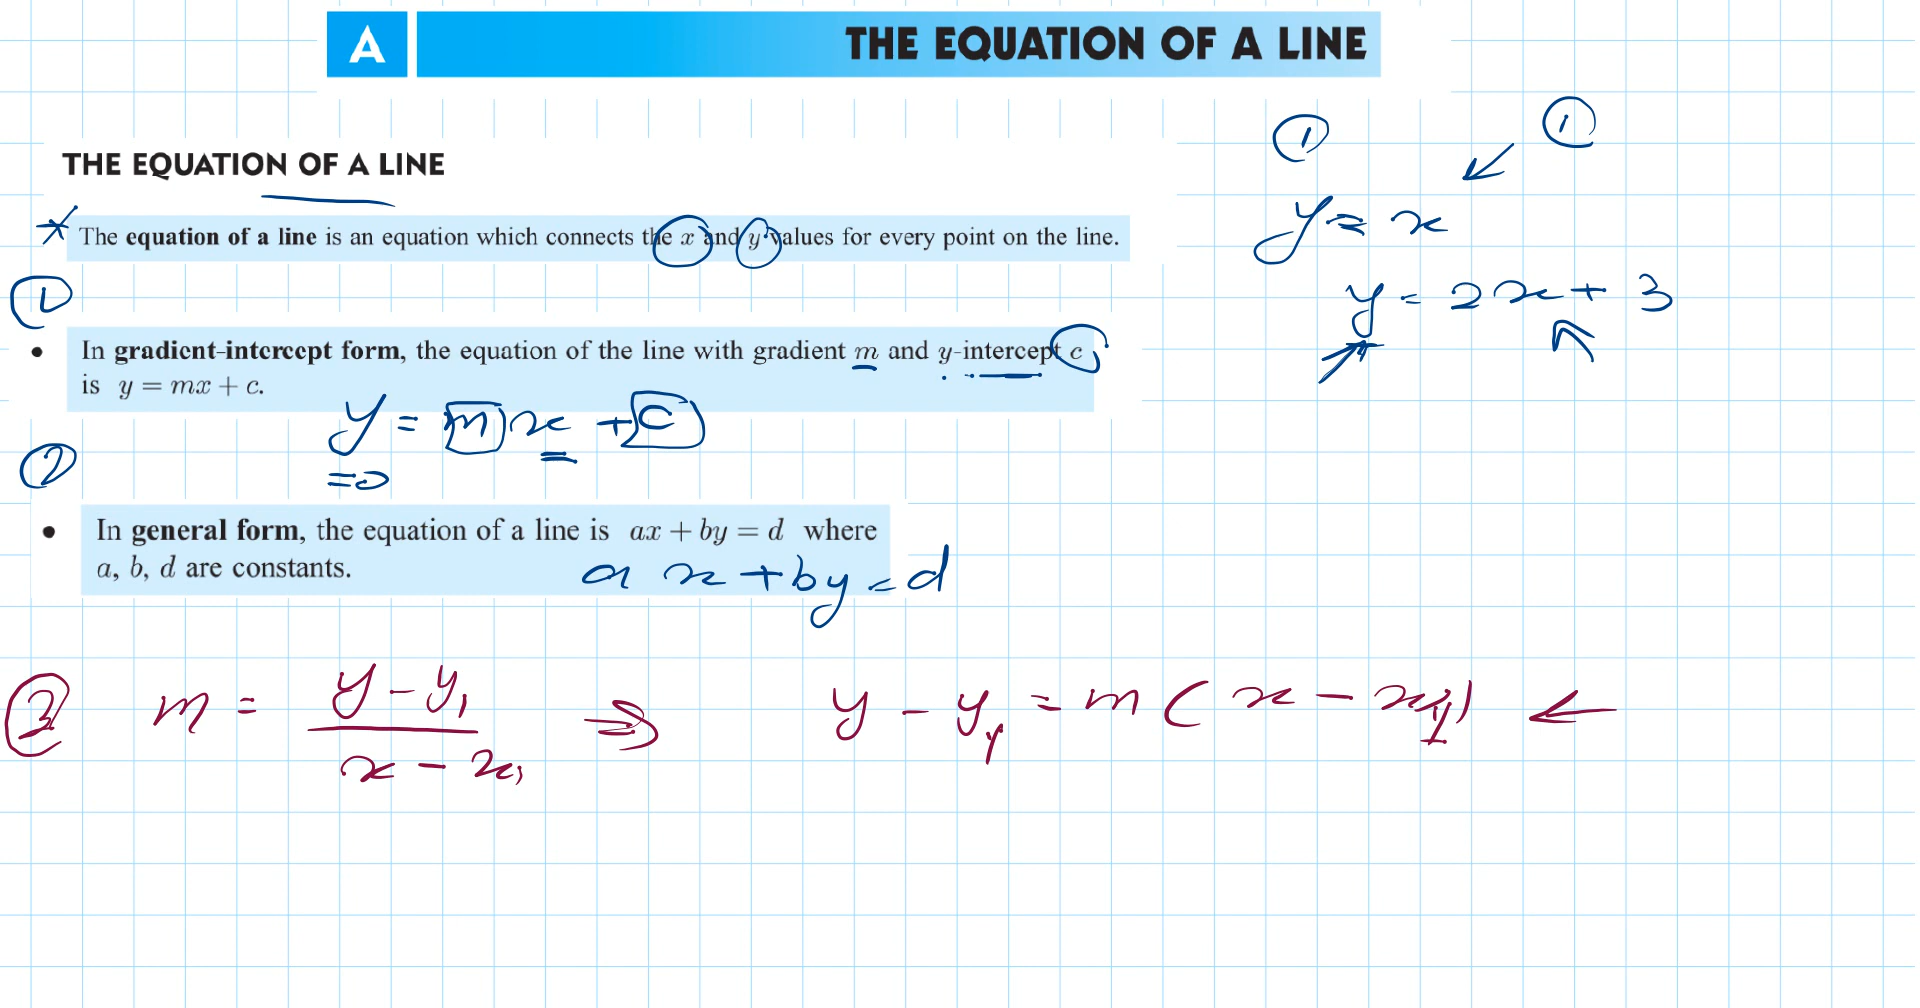 A THE EQUATION OF A LINE
THE EQUATION OF A LINE
The equation of a line is an equation which connects the x and y values for every point on the line.
①
• In gradient-intercept form, the equation of the line with gradient m and y-intercept c
is y = mx + c.
y = m x + c
②
• In general form, the equation of a line is ax + by = d where
a, b, d are constants.
a x + by = d
③ m = (y - y₁)/(x - x₁) ⇒ y - y₁ = m (x - x₁) ←
① ①
y = x
y = 2x + 3